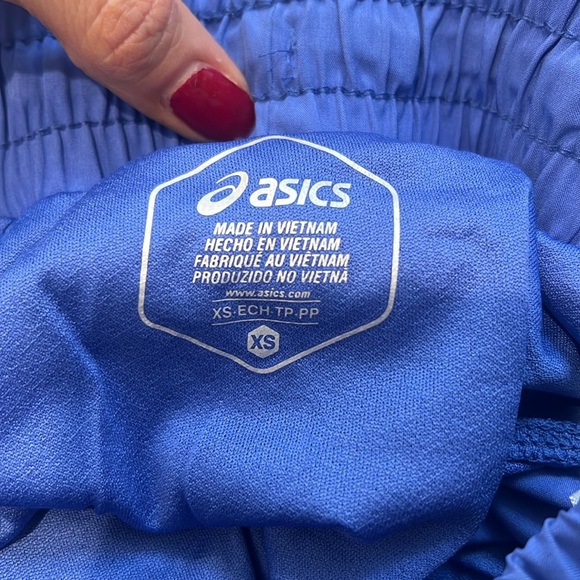 asics
MADE IN VIETNAM
HECHO EN VIETNAM
FABRIQUÉ AU VIÊTNAM
PRODUZIDO NO VIETNÃ
www.asics.com
XS·ECH·TP·PP
XS